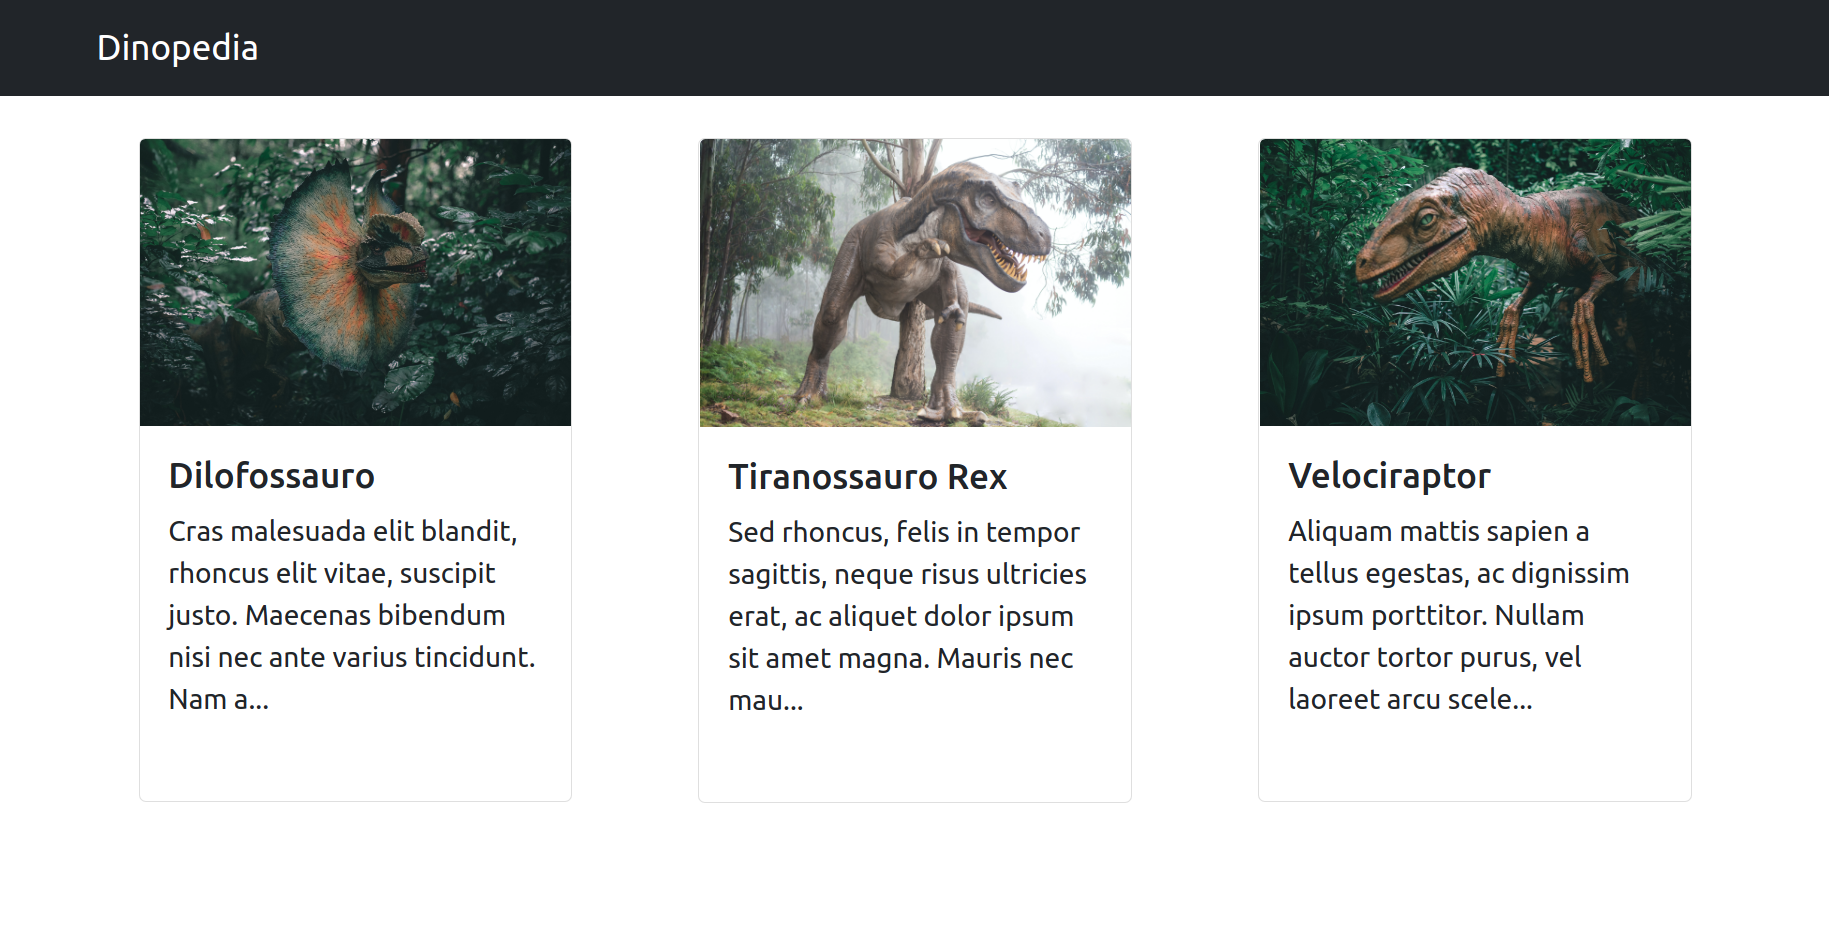 Dinopedia
Dilofossauro
Cras malesuada elit blandit,
rhoncus elit vitae, suscipit
justo. Maecenas bibendum
nisi nec ante varius tincidunt.
Nam a...
Tiranossauro Rex
Sed rhoncus, felis in tempor
sagittis, neque risus ultricies
erat, ac aliquet dolor ipsum
sit amet magna. Mauris nec
mau...
Velociraptor
Aliquam mattis sapien a
tellus egestas, ac dignissim
ipsum porttitor. Nullam
auctor tortor purus, vel
laoreet arcu scele...